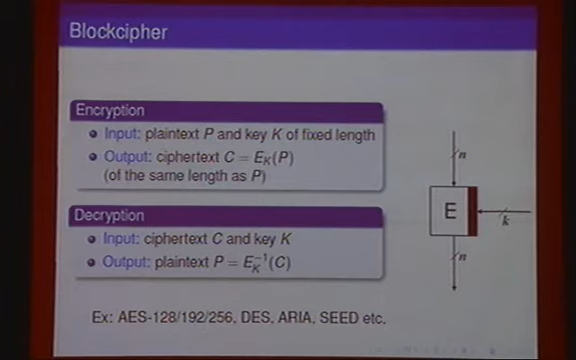 Blockcipher
Encryption
Input: plaintext P and key K of fixed length
Output: ciphertext C = E_K(P)
(of the same length as P)
Decryption
Input: ciphertext C and key K
Output: plaintext P = E_K^{-1}(C)
Ex: AES-128/192/256, DES, ARIA, SEED etc.
n
E
k
n